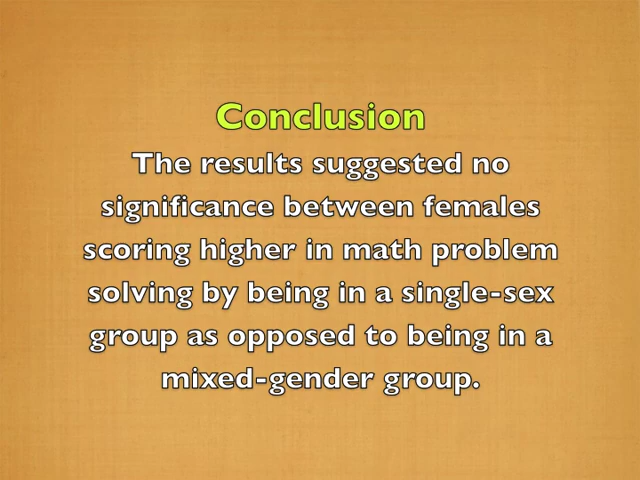 Conclusion
The results suggested no
significance between females
scoring higher in math problem
solving by being in a single-sex
group as opposed to being in a
mixed-gender group.